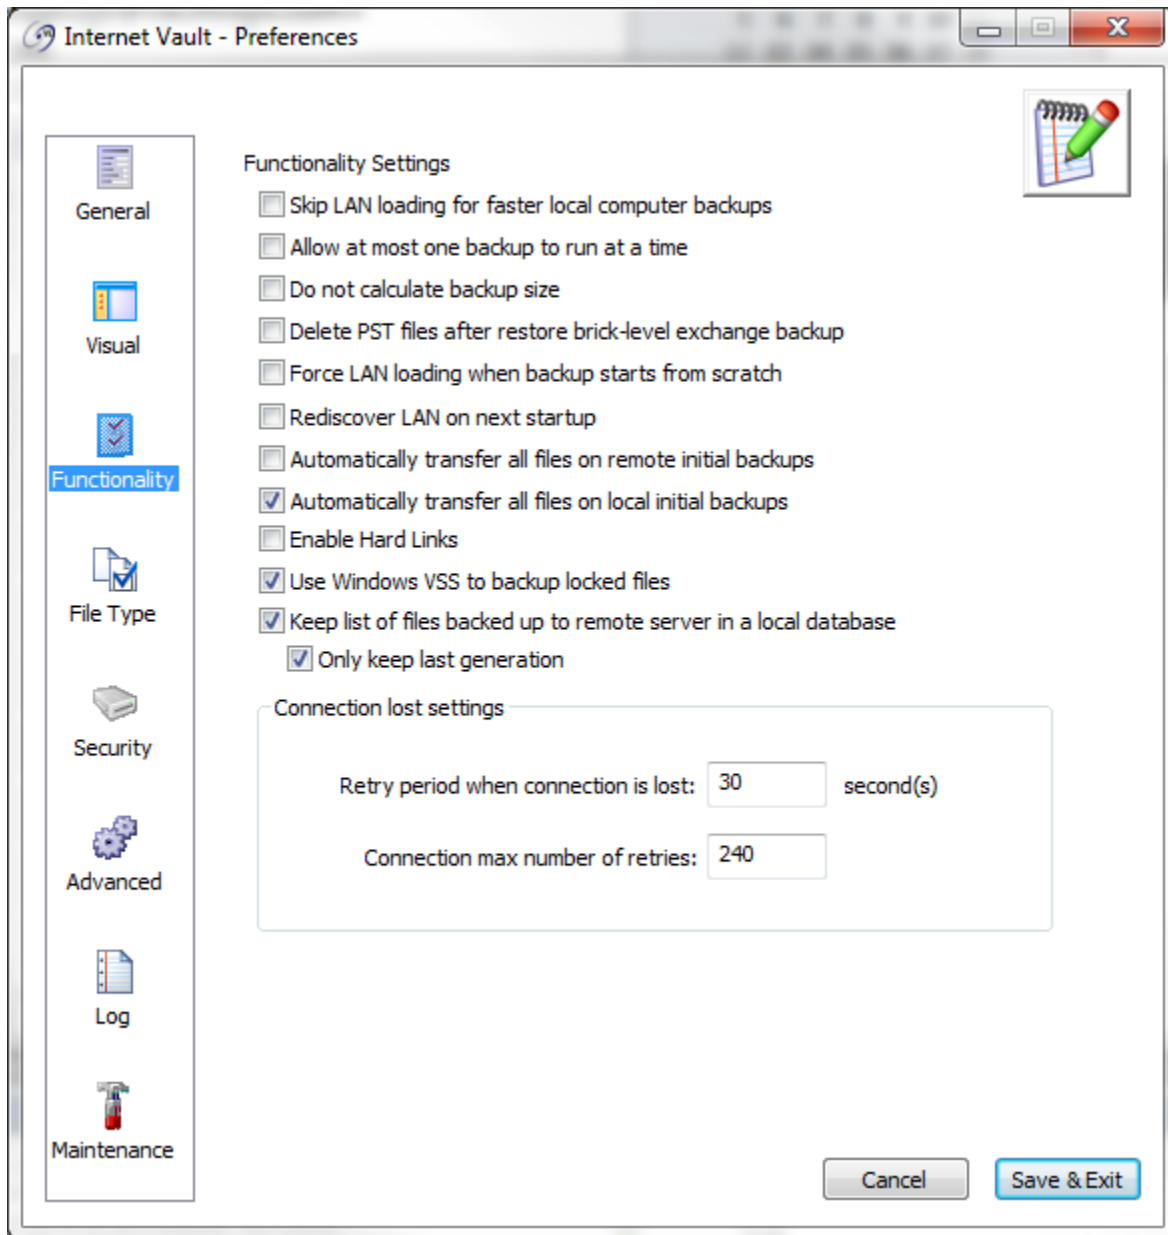 Internet Vault - Preferences
General
Visual
Functionality
File Type
Security
Advanced
Log
Maintenance
Functionality Settings
Skip LAN loading for faster local computer backups
Allow at most one backup to run at a time
Do not calculate backup size
Delete PST files after restore brick-level exchange backup
Force LAN loading when backup starts from scratch
Rediscover LAN on next startup
Automatically transfer all files on remote initial backups
Automatically transfer all files on local initial backups
Enable Hard Links
Use Windows VSS to backup locked files
Keep list of files backed up to remote server in a local database
Only keep last generation
Connection lost settings
Retry period when connection is lost: 30 second(s)
Connection max number of retries: 240
Cancel Save & Exit